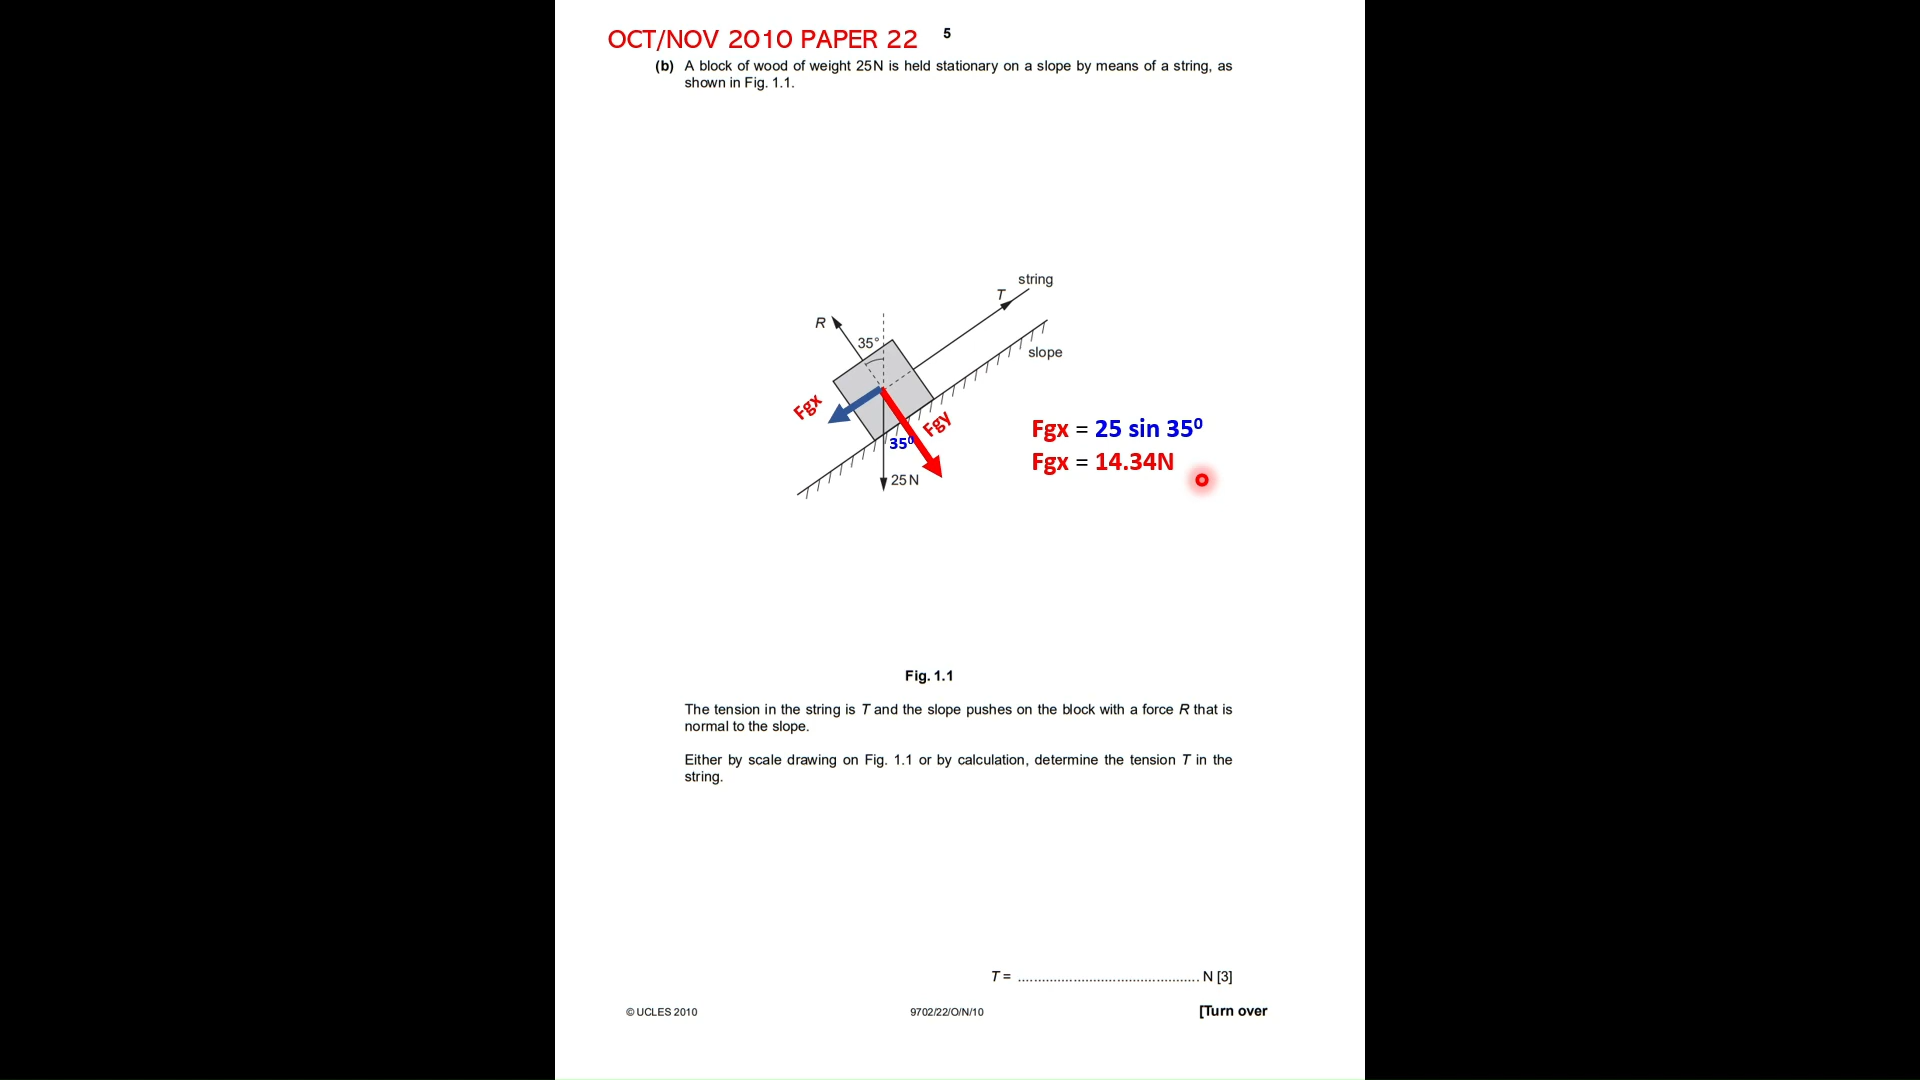 OCT/NOV 2010 PAPER 22
5
(b) A block of wood of weight 25 N is held stationary on a slope by means of a string, as
shown in Fig. 1.1.
string
T
R
35°
slope
Fgx
Fgy
35⁰
25 N
Fgx = 25 sin 35⁰
Fgx = 14.34N
Fig. 1.1
The tension in the string is T and the slope pushes on the block with a force R that is
normal to the slope.
Either by scale drawing on Fig. 1.1 or by calculation, determine the tension T in the
string.
T = ............................................. N [3]
© UCLES 2010
9702/22/O/N/10
[Turn over